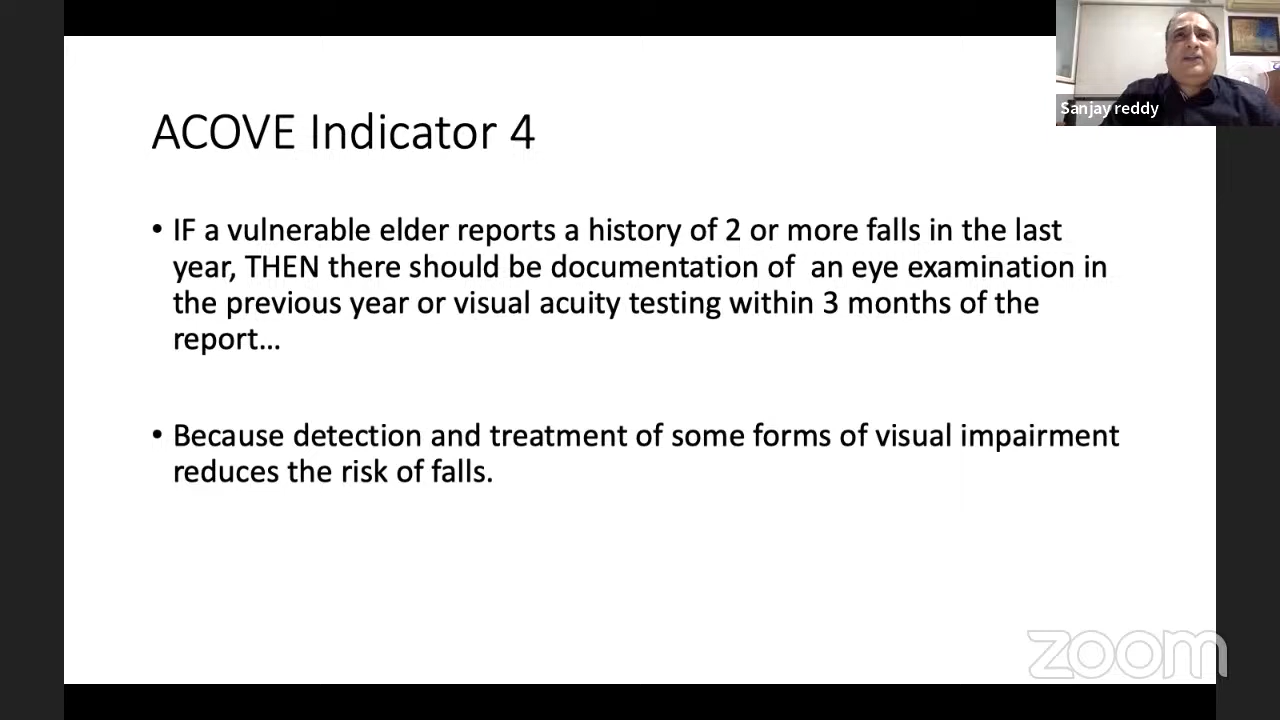 Sanjay reddy
ACOVE Indicator 4
• IF a vulnerable elder reports a history of 2 or more falls in the last
year, THEN there should be documentation of  an eye examination in
the previous year or visual acuity testing within 3 months of the
report...
• Because detection and treatment of some forms of visual impairment
reduces the risk of falls.
zoom